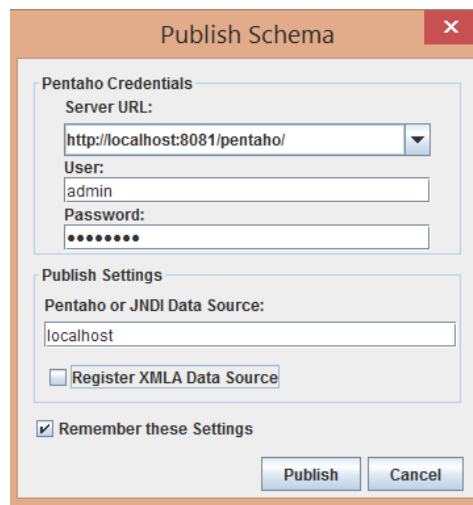 Publish Schema
Pentaho Credentials
Server URL:
http://localhost:8081/pentaho/
User:
admin
Password:
●●●●●●●●
Publish Settings
Pentaho or JNDI Data Source:
localhost
Register XMLA Data Source
Remember these Settings
Publish Cancel